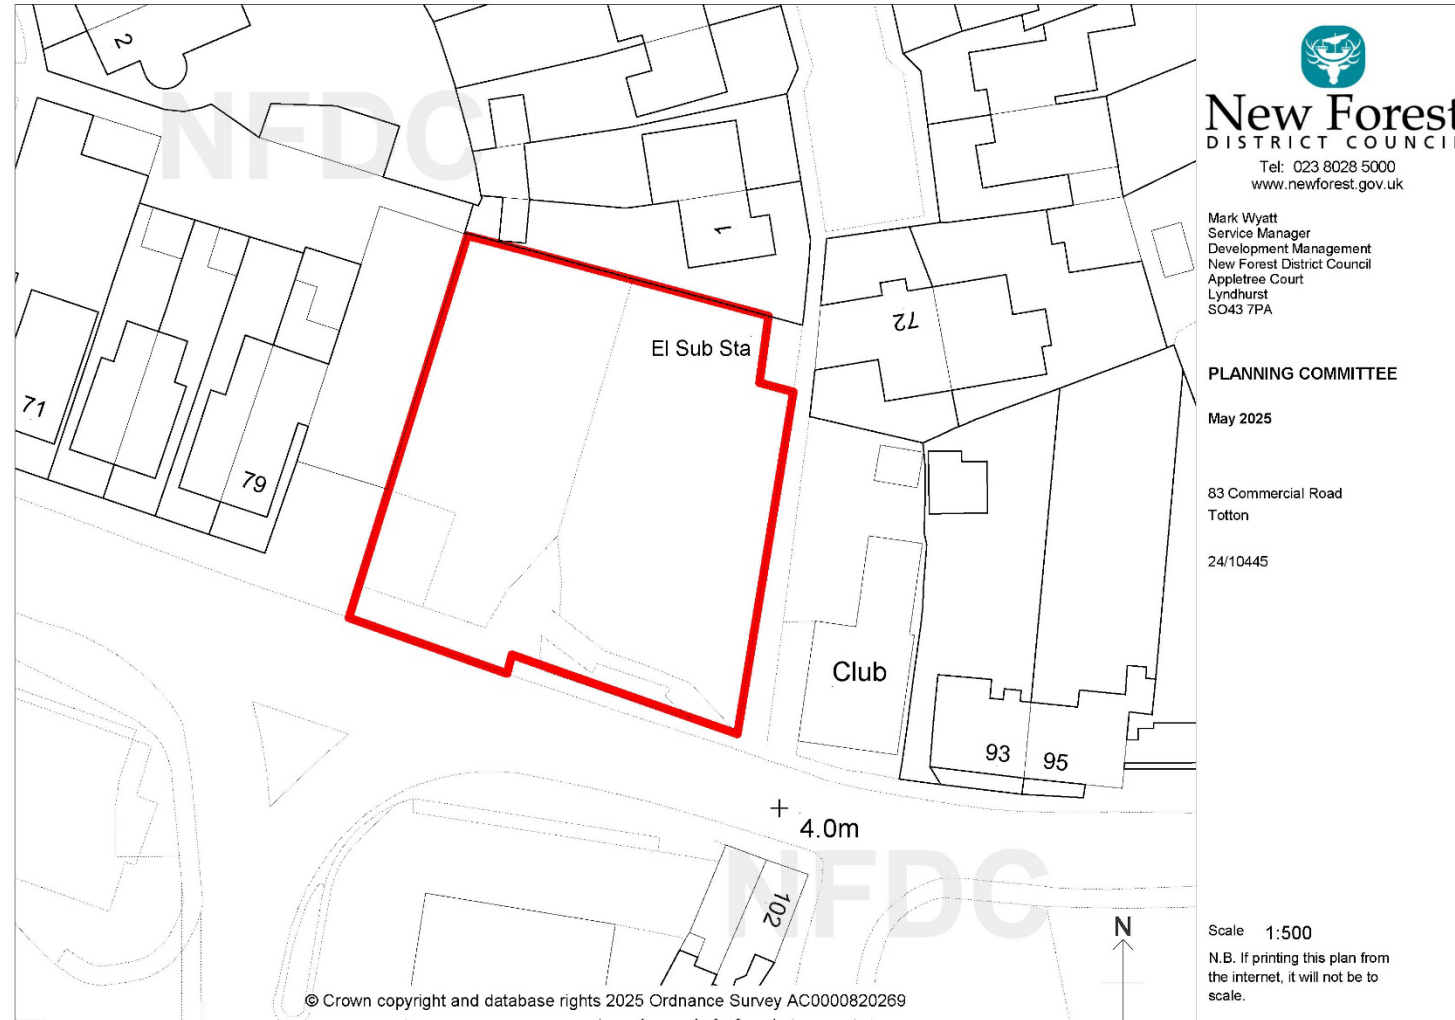 2
NFDC
1
72
El Sub Sta
71
79
Club
93
95
4.0m
NFDC
102
N
© Crown copyright and database rights 2025 Ordnance Survey AC0000820269
New Forest
DISTRICT COUNCIL
Tel: 023 8028 5000
www.newforest.gov.uk
Mark Wyatt
Service Manager
Development Management
New Forest District Council
Appletree Court
Lyndhurst
SO43 7PA
PLANNING COMMITTEE
May 2025
83 Commercial Road
Totton
24/10445
Scale 1:500
N.B. If printing this plan from
the internet, it will not be to
scale.